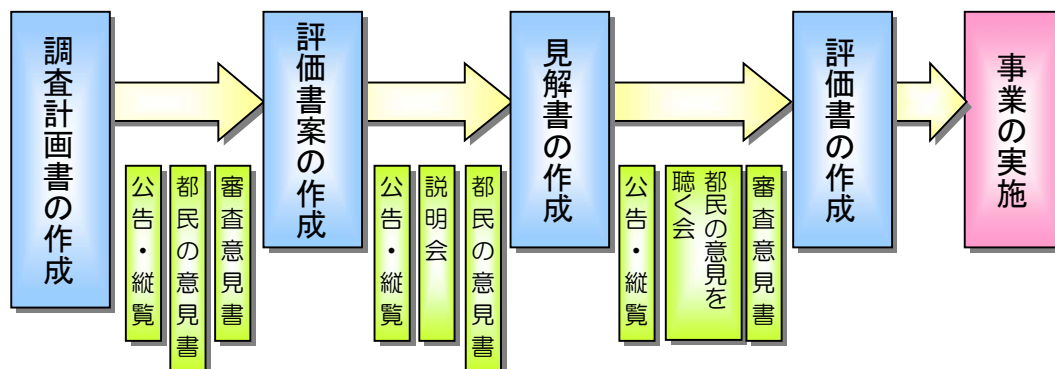 調査計画書の作成
公告・縦覧
都民の意見書
審査意見書
評価書案の作成
公告・縦覧
説明会
都民の意見書
見解書の作成
公告・縦覧
都民の意見を
聴く会
審査意見書
評価書の作成
事業の実施